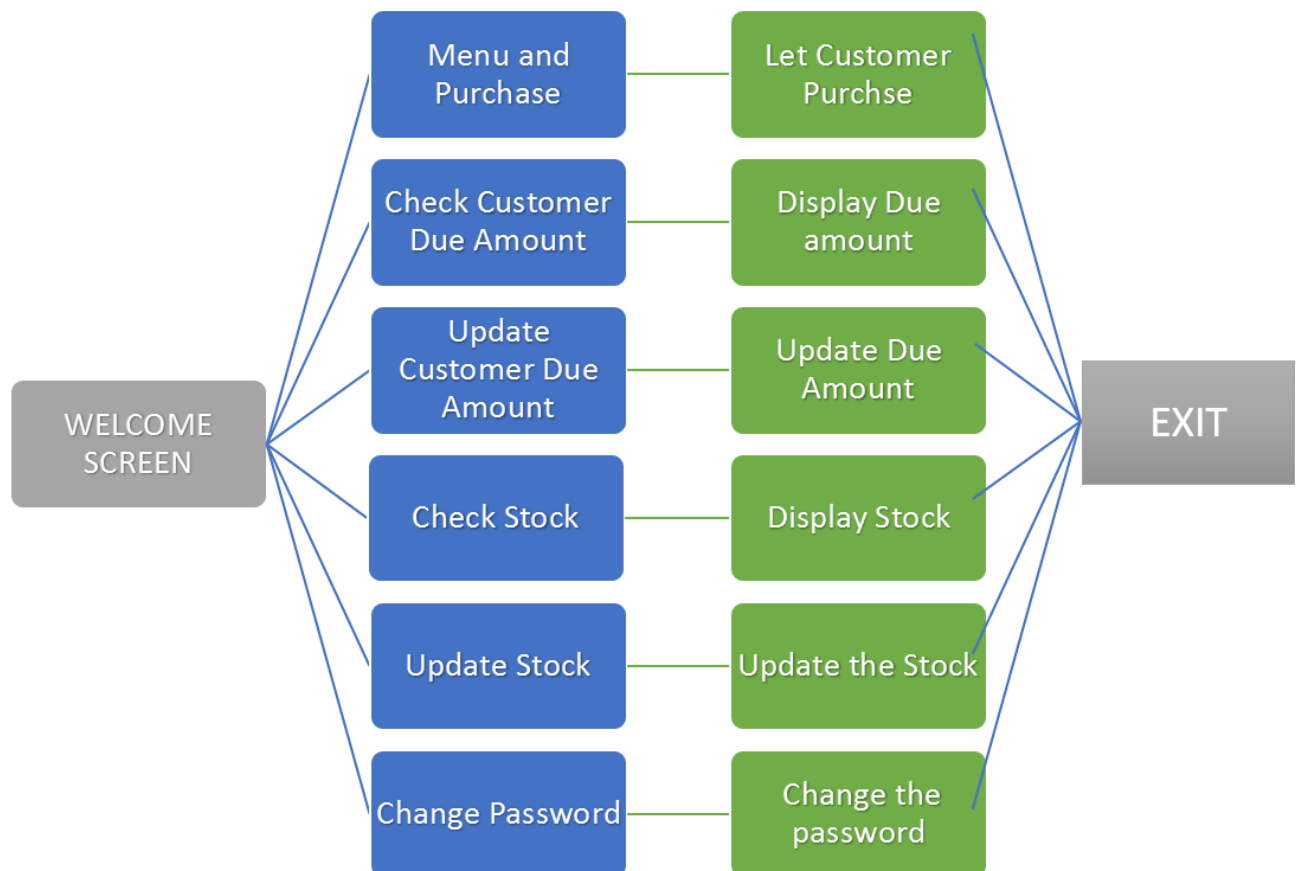 Menu and
Purchase
Let Customer
Purchse
Check Customer
Due Amount
Display Due
amount
Update
Customer Due
Amount
Update Due
Amount
WELCOME
SCREEN
EXIT
Check Stock
Display Stock
Update Stock
Update the Stock
Change Password
Change the
password